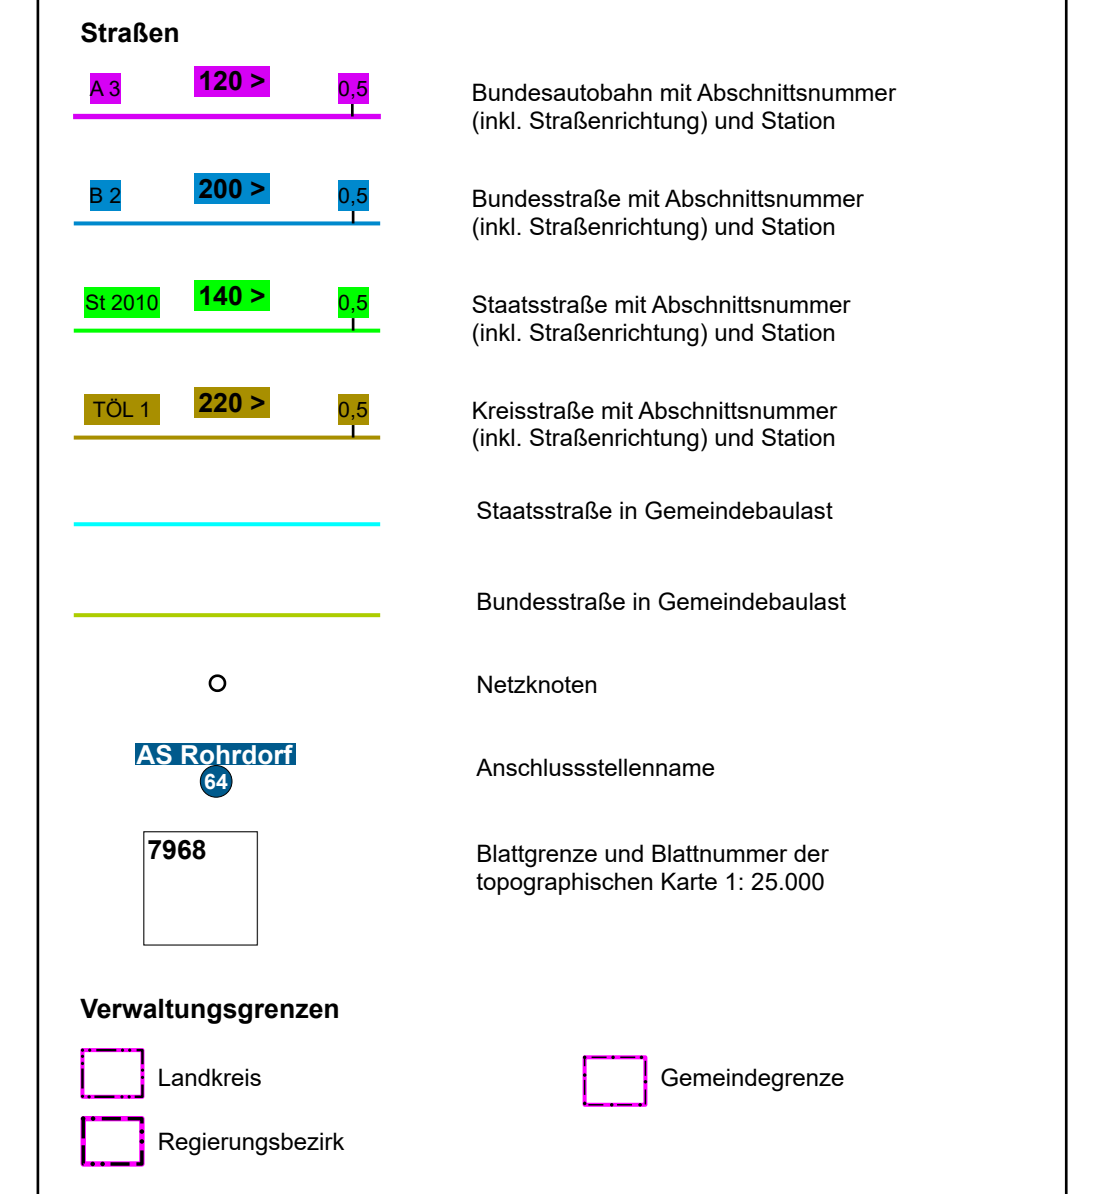 Straßen
A 3 120 > 0,5
Bundesautobahn mit Abschnittsnummer
(inkl. Straßenrichtung) und Station
B 2 200 > 0,5
Bundesstraße mit Abschnittsnummer
(inkl. Straßenrichtung) und Station
St 2010 140 > 0,5
Staatsstraße mit Abschnittsnummer
(inkl. Straßenrichtung) und Station
TÖL 1 220 > 0,5
Kreisstraße mit Abschnittsnummer
(inkl. Straßenrichtung) und Station
Staatsstraße in Gemeindebaulast
Bundesstraße in Gemeindebaulast
Netzknoten
AS Rohrdorf
64
Anschlussstellenname
7968
Blattgrenze und Blattnummer der
topographischen Karte 1: 25.000
Verwaltungsgrenzen
Landkreis
Gemeindegrenze
Regierungsbezirk